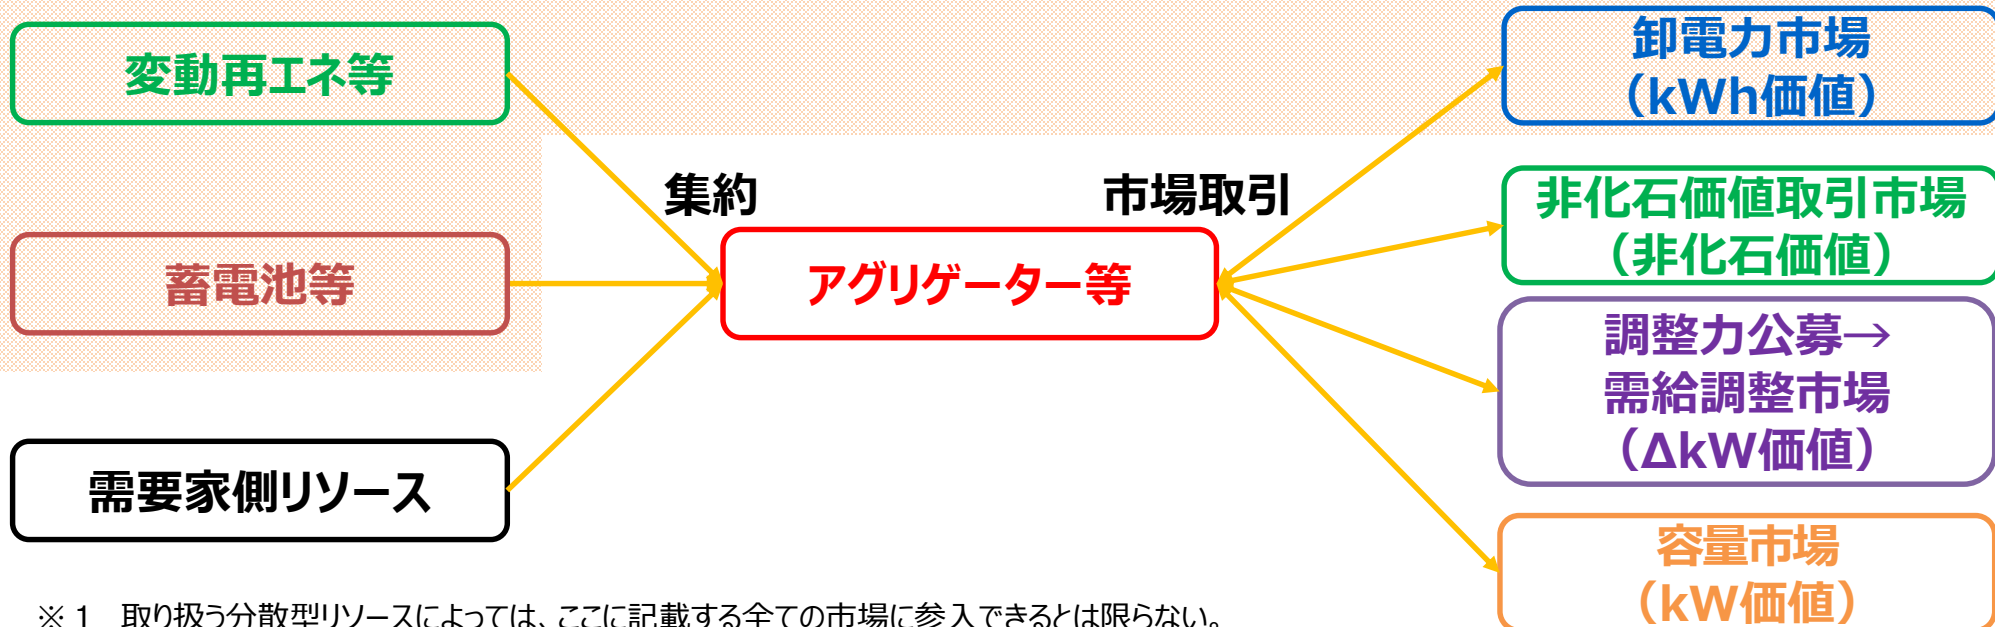 変動再エネ等
蓄電池等
需要家側リソース
集約
アグリゲーター等
市場取引
卸電力市場
（kWh価値）
非化石価値取引市場
（非化石価値）
調整力公募→
需給調整市場
（ΔkW価値）
容量市場
（kW価値）
※１　取り扱う分散型リソースによっては、ここに記載する全ての市場に参入できるとは限らない。